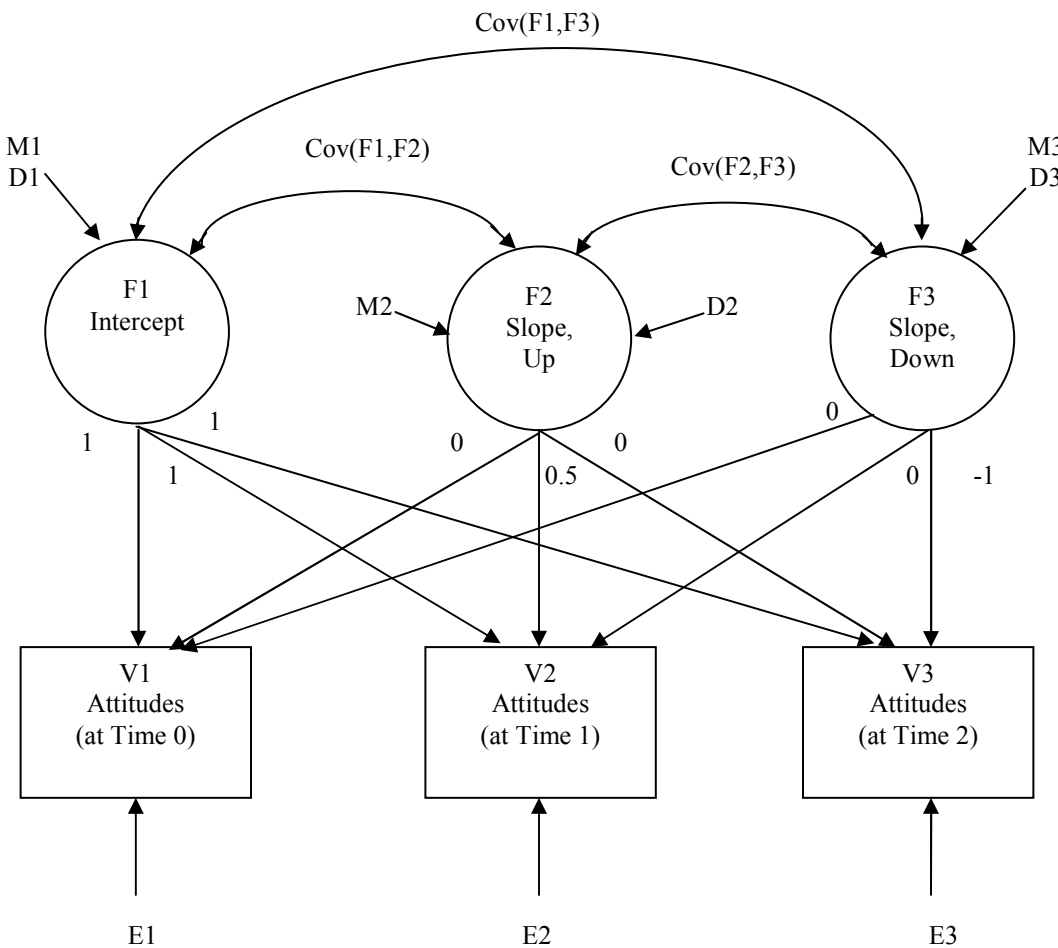 Cov(F1,F3)
M1
D1
Cov(F1,F2)
Cov(F2,F3)
M3
D3
F1
Intercept
M2
F2
Slope,
Up
D2
F3
Slope,
Down
1
1
1
0
0.5
0
0
0
-1
V1
Attitudes
(at Time 0)
V2
Attitudes
(at Time 1)
V3
Attitudes
(at Time 2)
E1
E2
E3